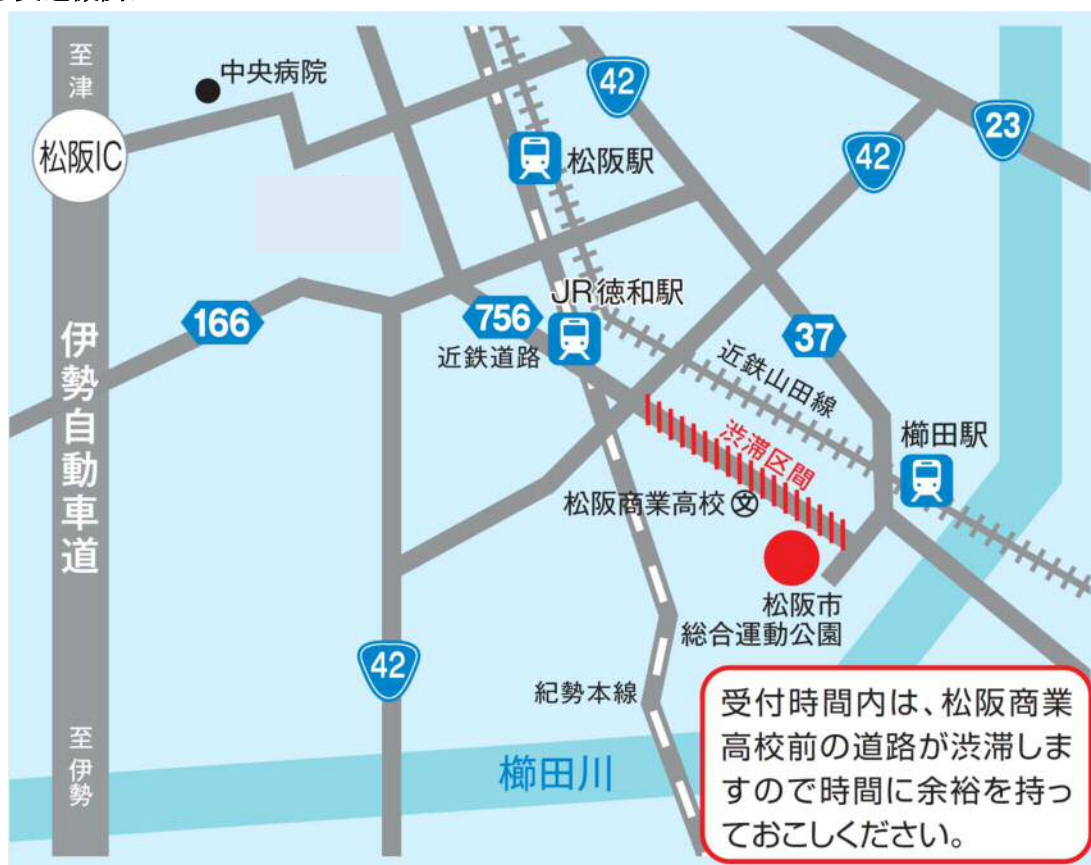 至津
中央病院
松阪IC
42
23
松阪駅
42
JR徳和駅
166
756
近鉄道路
37
近鉄山田線
伊勢自動車道
渋滞区間
櫛田駅
松阪商業高校
文
松阪市
総合運動公園
42
紀勢本線
至伊勢
櫛田川
受付時間内は、松阪商業
高校前の道路が渋滞しま
すので時間に余裕を持っ
ておこしください。